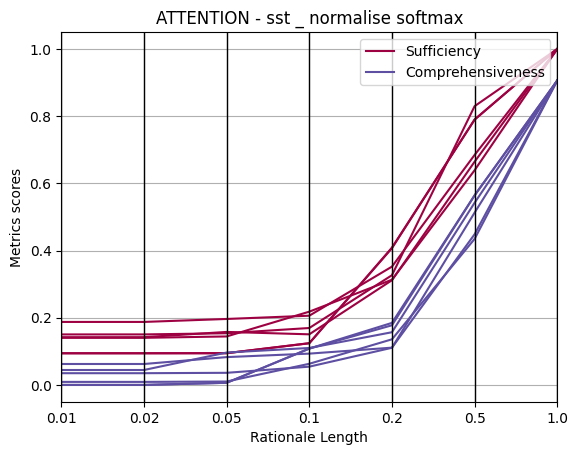 ATTENTION - sst _ normalise softmax
Sufficiency
Comprehensiveness
Metrics scores
1.0
0.8
0.6
0.4
0.2
0.0
0.01 0.02 0.05 0.1 0.2 0.5 1.0
Rationale Length